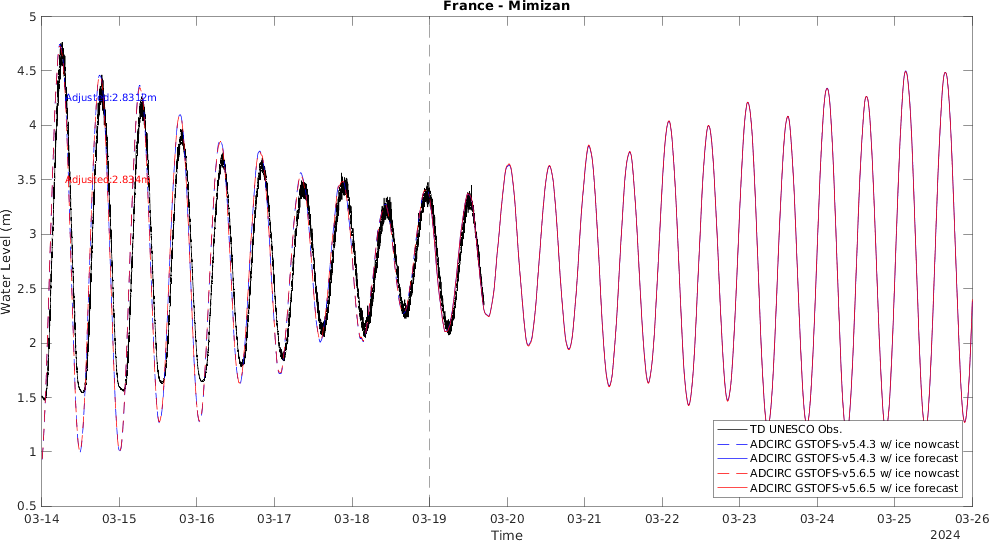 France - Mimizan
5
4.5
4
3.5
3
2.5
2
1.5
1
0.5
Water Level (m)
Adjusted:2.8312m
Adjusted:2.834m
TD UNESCO Obs.
ADCIRC GSTOFS-v5.4.3 w/ ice nowcast
ADCIRC GSTOFS-v5.4.3 w/ ice forecast
ADCIRC GSTOFS-v5.6.5 w/ ice nowcast
ADCIRC GSTOFS-v5.6.5 w/ ice forecast
03-14 03-15 03-16 03-17 03-18 03-19 03-20 03-21 03-22 03-23 03-24 03-25 03-26
Time
2024